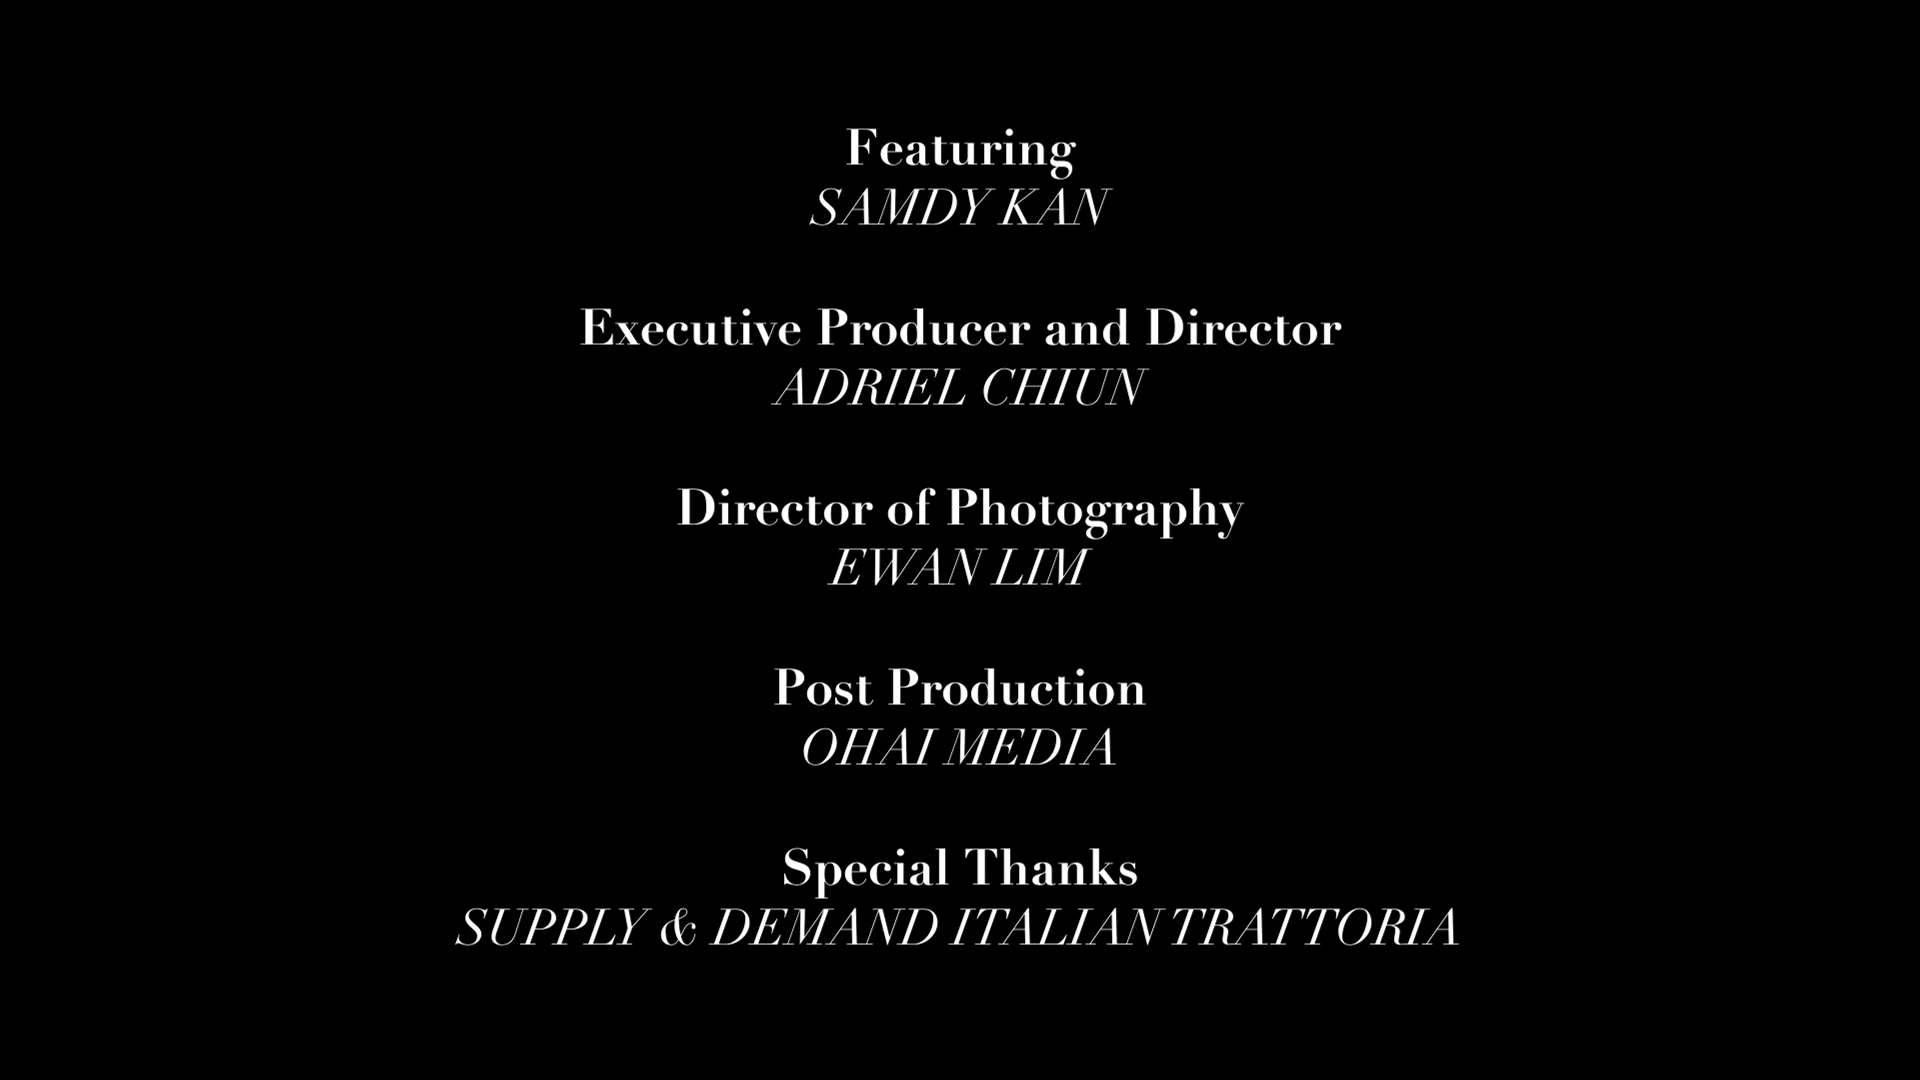 Featuring
SAMDY KAN
Executive Producer and Director
ADRIEL CHIUN
Director of Photography
EWAN LIM
Post Production
OHAI MEDIA
Special Thanks
SUPPLY & DEMAND ITALIAN TRATTORIA